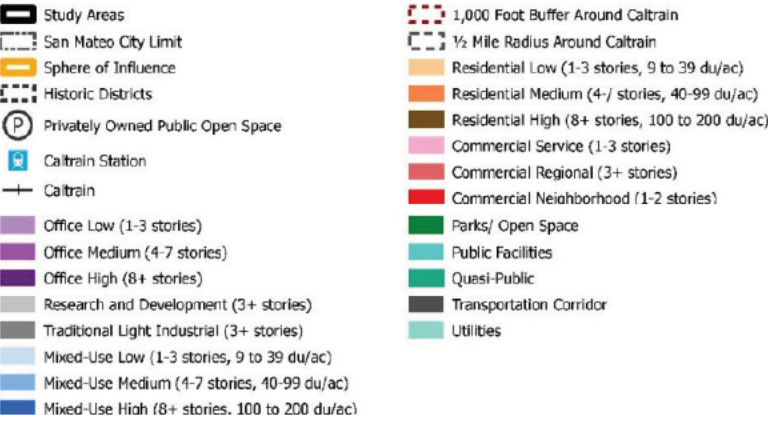 Study Areas
San Mateo City Limit
Sphere of Influence
Historic Districts
P
Privately Owned Public Open Space
Caltrain Station
Caltrain
Office Low (1-3 stories)
Office Medium (4-7 stories)
Office High (8+ stories)
Research and Development (3+ stories)
Traditional Light Industrial (3+ stories)
Mixed-Use Low (1-3 stories, 9 to 39 du/ac)
Mixed-Use Medium (4-7 stories, 40-99 du/ac)
Mixed-Use High (8+ stories, 100 to 200 du/ac)
1,000 Foot Buffer Around Caltrain
½ Mile Radius Around Caltrain
Residential Low (1-3 stories, 9 to 39 du/ac)
Residential Medium (4-/ stories, 40-99 du/ac)
Residential High (8+ stories, 100 to 200 du/ac)
Commercial Service (1-3 stories)
Commercial Regional (3+ stories)
Commercial Neighborhood (1-2 stories)
Parks/ Open Space
Public Facilities
Quasi-Public
Transportation Corridor
Utilities